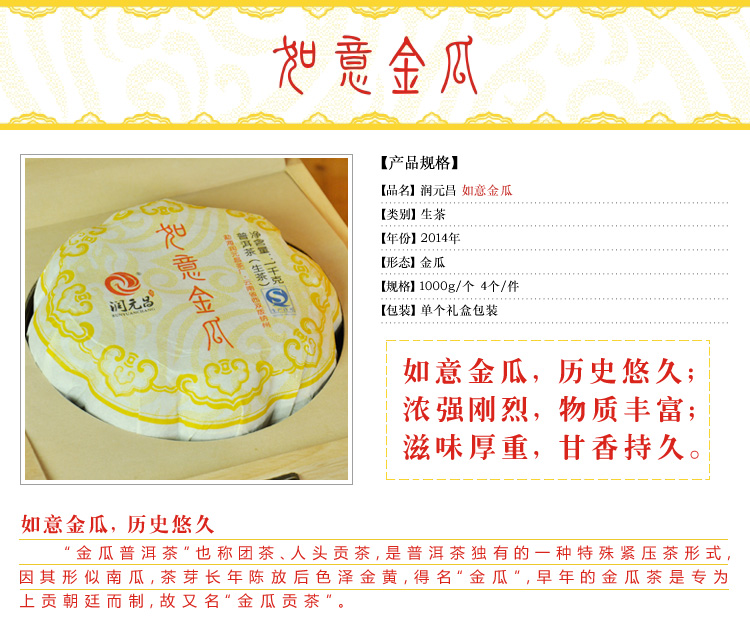 如意金瓜
【产品规格】
【品名】润元昌 如意金瓜
【类别】生茶
【年份】2014年
【形态】金瓜
【规格】1000g/个 4个/件
【包装】单个礼盒包装
如意金瓜
净含量:1千克
普洱茶(生茶)
润元昌
RUNYUANCHANG
如意金瓜，历史悠久；
浓强刚烈，物质丰富；
滋味厚重，甘香持久。
如意金瓜，历史悠久
“金瓜普洱茶”也称团茶、人头贡茶,是普洱茶独有的一种特殊紧压茶形式,
因其形似南瓜,茶芽长年陈放后色泽金黄,得名“金瓜”,早年的金瓜茶是专为
上贡朝廷而制,故又名“金瓜贡茶”。